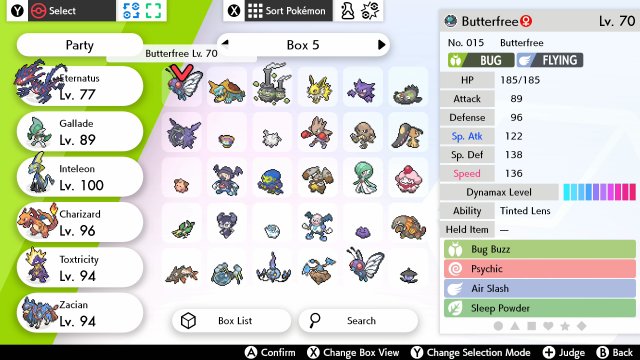 Select
Sort Pokémon
Party
Butterfree Lv. 70
Box 5
Eternatus
Lv. 77
Gallade
Lv. 89
Inteleon
Lv. 100
Charizard
Lv. 96
Toxtricity
Lv. 94
Zacian
Lv. 94
Butterfree♀ Lv. 70
No. 015 Butterfree
BUG FLYING
HP 185/185
Attack 89
Defense 96
Sp. Atk 122
Sp. Def 138
Speed 136
Dynamax Level
Ability Tinted Lens
Held Item —
Bug Buzz
Psychic
Air Slash
Sleep Powder
Box List
Search
A Confirm X Change Box View Y Change Selection Mode + Judge B Back